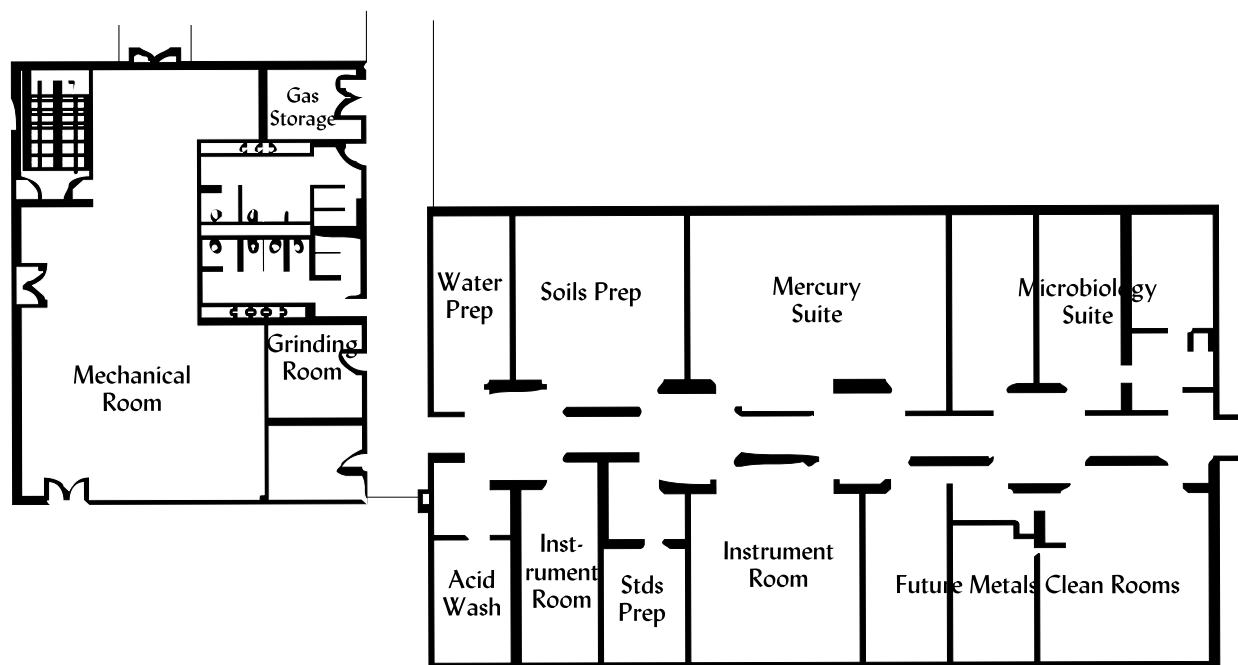 Gas
Storage
Water
Prep
Soils Prep
Mercury
Suite
Microbiology
Suite
Grinding
Room
Mechanical
Room
Inst-
rument
Room
Instrument
Room
Acid
Wash
Stds
Prep
Future Metals Clean Rooms